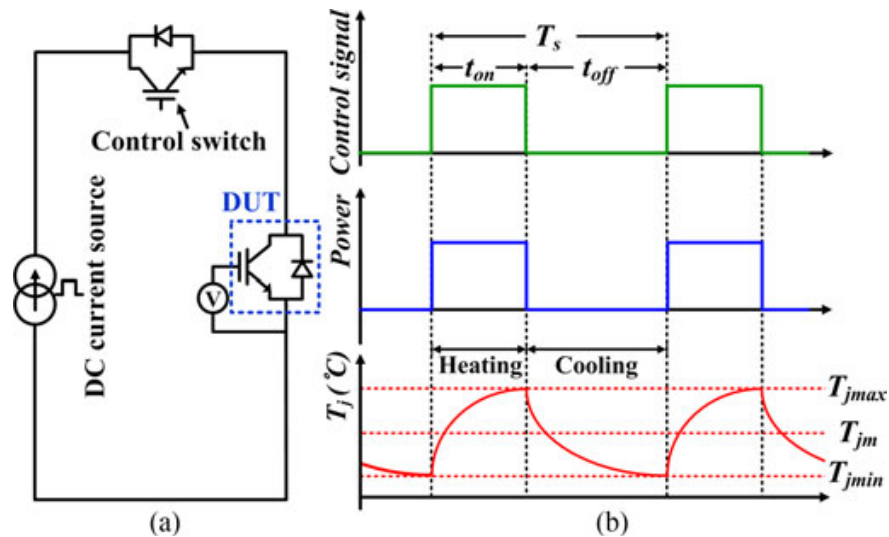 Control switch
DUT
V
DC current source
(a)
Control signal
T_s
t_on
t_off
Power
Heating
Cooling
T_j (℃)
T_jmax
T_jm
T_jmin
(b)